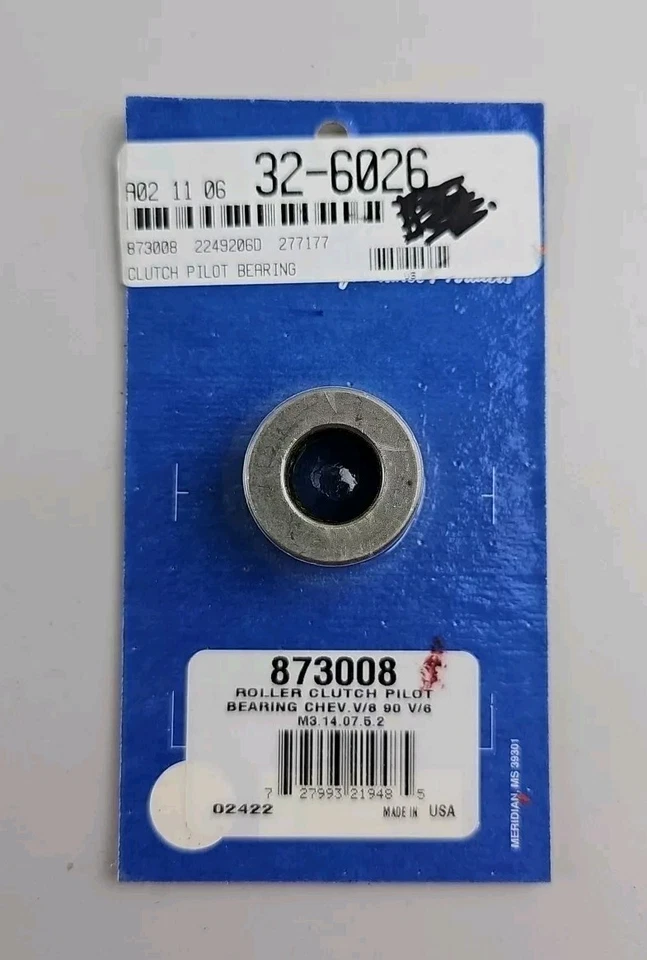 A02 11 06 32-6026
873008 2249206D 277177
CLUTCH PILOT BEARING
873008
ROLLER CLUTCH PILOT
BEARING CHEV.V/8 90 V/6
M3.14.07.5.2
7 27993 21948 5
02422 MADE IN USA
MERIDIAN, MS 39301